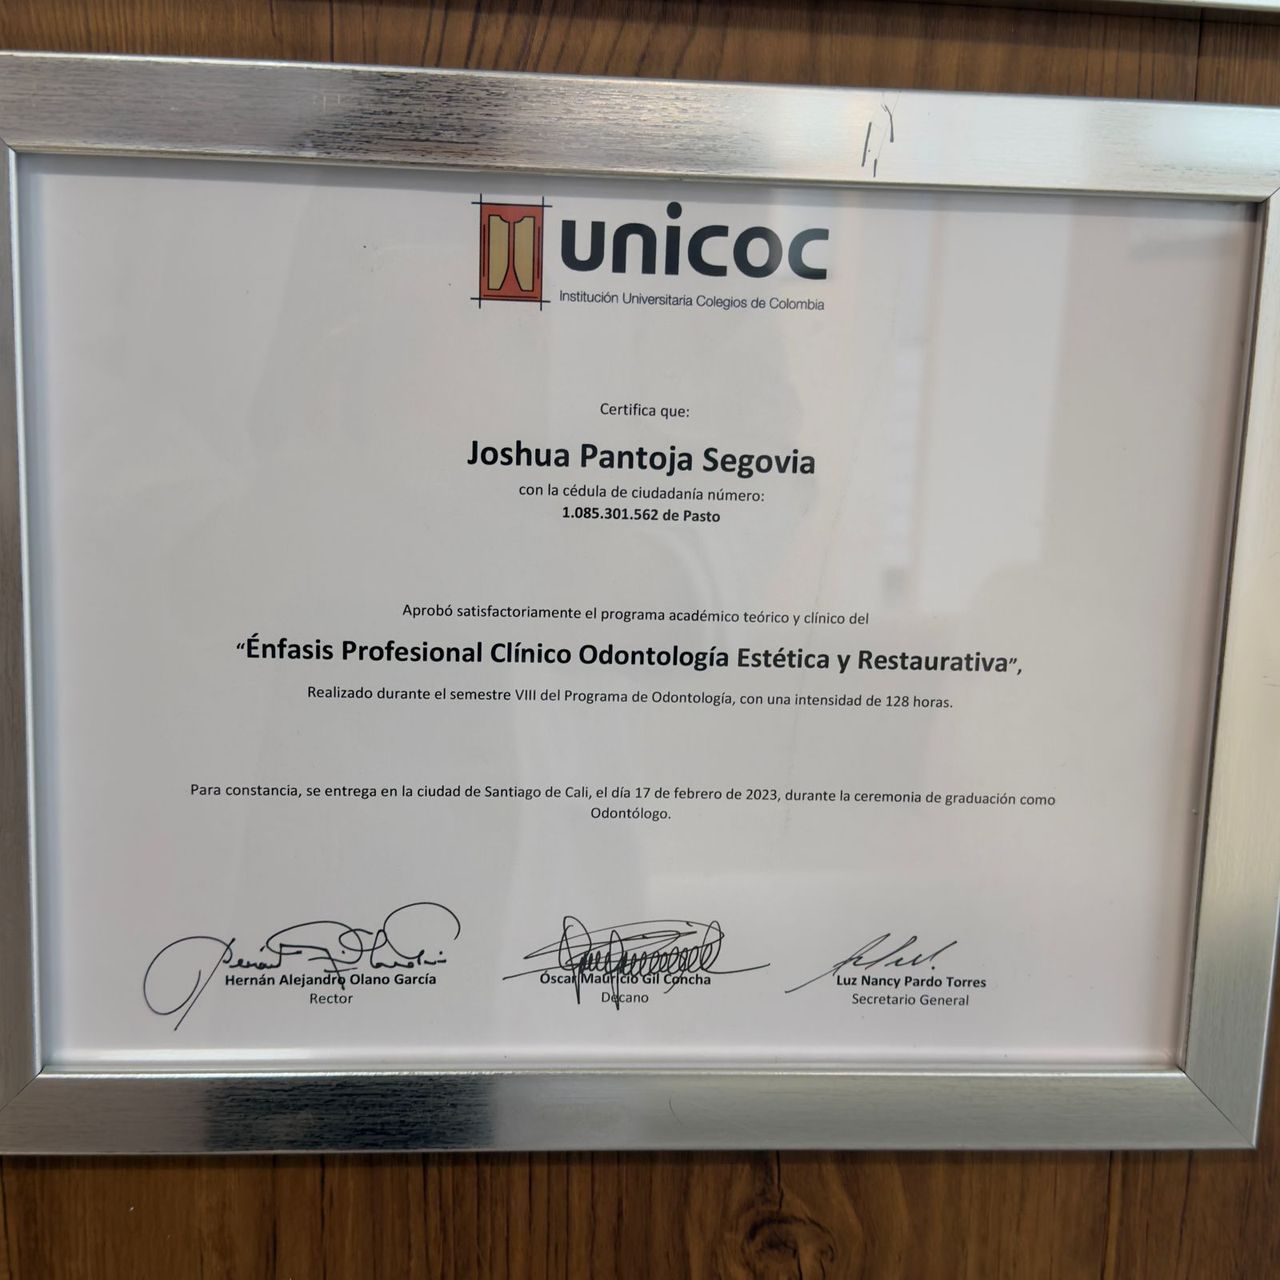 unicoc
Institución Universitaria Colegios de Colombia
Certifica que:
Joshua Pantoja Segovia
con la cédula de ciudadanía número:
1.085.301.562 de Pasto
Aprobó satisfactoriamente el programa académico teórico y clínico del
“Énfasis Profesional Clínico Odontología Estética y Restaurativa”,
Realizado durante el semestre VIII del Programa de Odontología, con una intensidad de 128 horas.
Para constancia, se entrega en la ciudad de Santiago de Cali, el día 17 de febrero de 2023, durante la ceremonia de graduación como
Odontólogo.
Hernán Alejandro Olano García
Rector
Óscar Mauricio Gil Concha
Decano
Luz Nancy Pardo Torres
Secretario General